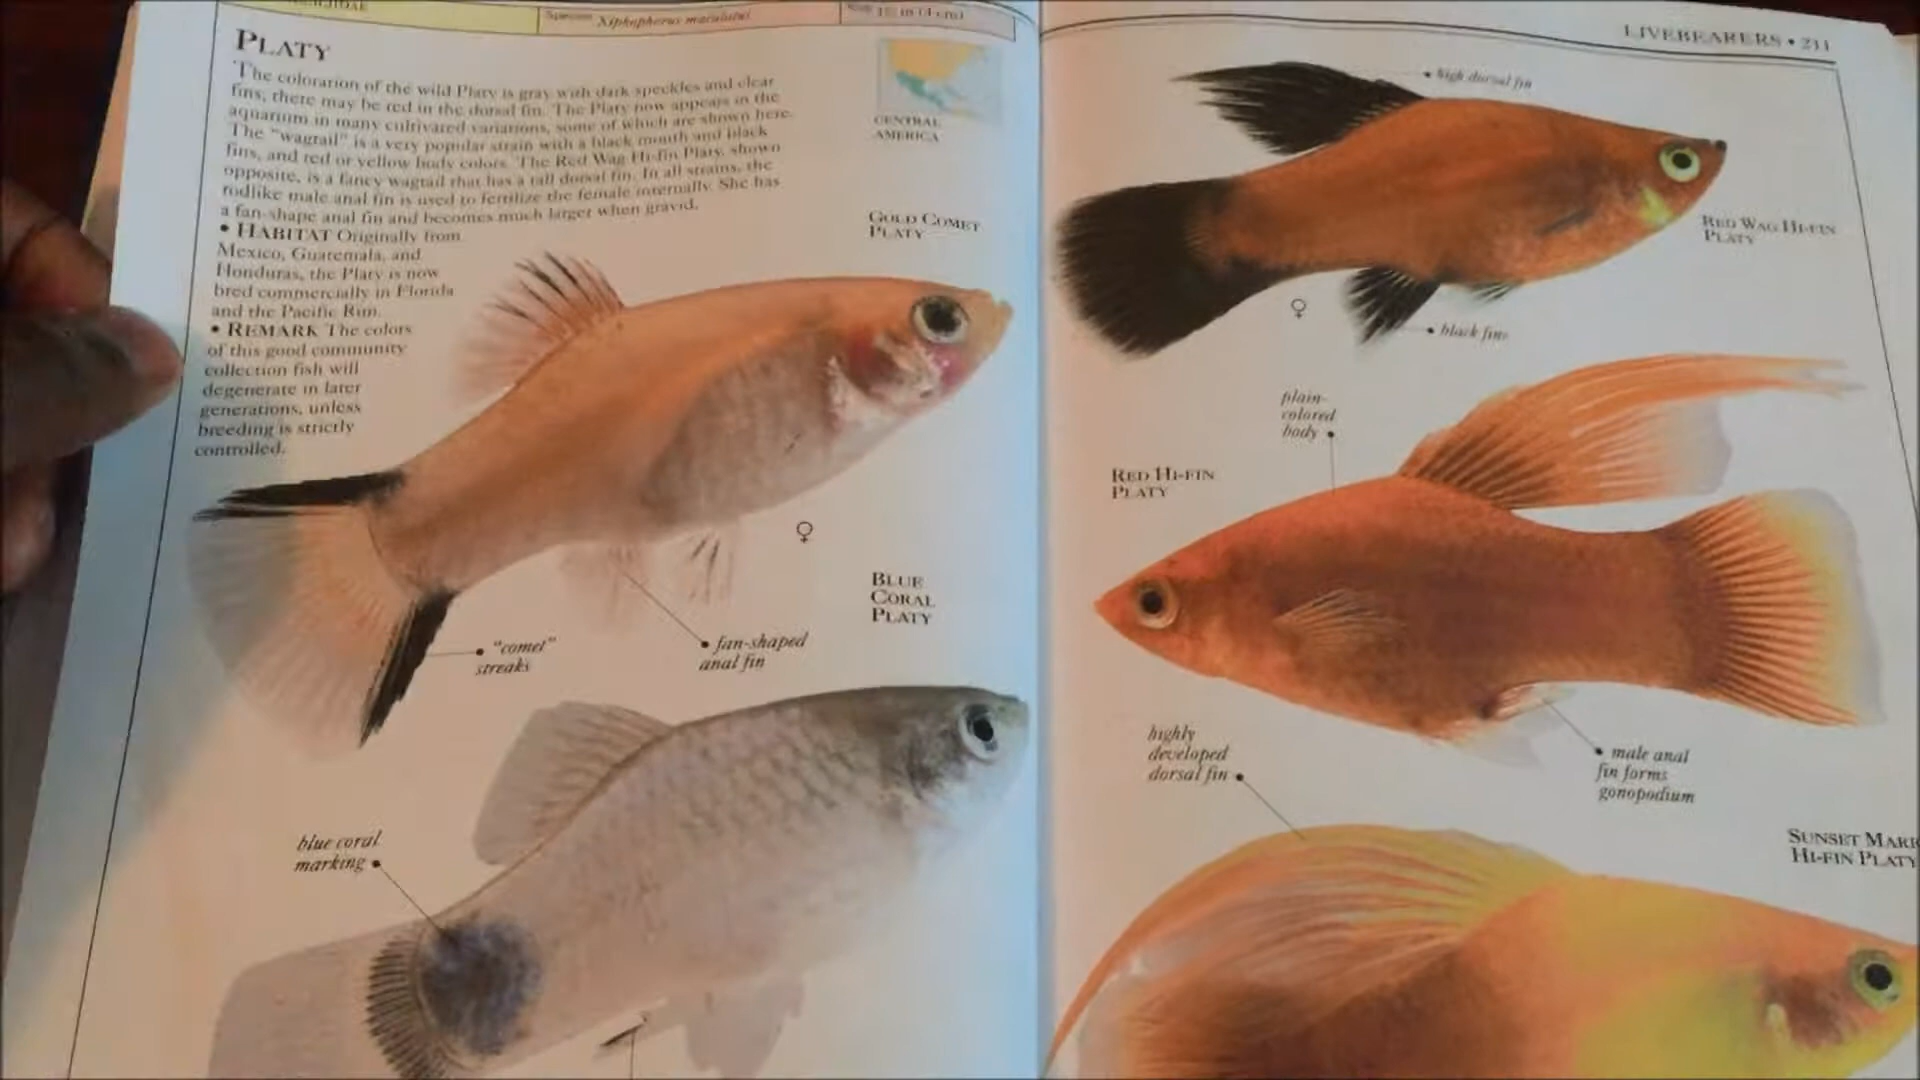 Species Xiphophorus maculatus
Size 1½ in (4 cm)
PLATY
The coloration of the wild Platy is gray with dark speckles and clear
fins, there may be red in the dorsal fin. The Platy now appears in the
aquarium in many cultivated variations, some of which are shown here.
The "wagtail" is a very popular strain with a black mouth and black
fins, and red or yellow body colors. The Red Wag Hi-fin Platy, shown
opposite, is a fancy wagtail that has a tall dorsal fin. In all strains, the
rodlike male anal fin is used to fertilize the female internally. She has
a fan-shape anal fin and becomes much larger when gravid.
• HABITAT Originally from
Mexico, Guatemala, and
Honduras, the Platy is now
bred commercially in Florida
and the Pacific Rim.
• REMARK The colors
of this good community
collection fish will
degenerate in later
generations, unless
breeding is strictly
controlled.
CENTRAL
AMERICA
GOLD COMET
PLATY
♀
"comet"
streaks
fan-shaped
anal fin
BLUE
CORAL
PLATY
blue coral
marking
LIVEBEARERS • 211
high dorsal fin
RED WAG HI-FIN
PLATY
♀
black fins
plain-
colored
body
RED HI-FIN
PLATY
male anal
fin forms
gonopodium
highly
developed
dorsal fin
SUNSET MAR
HI-FIN PLATY